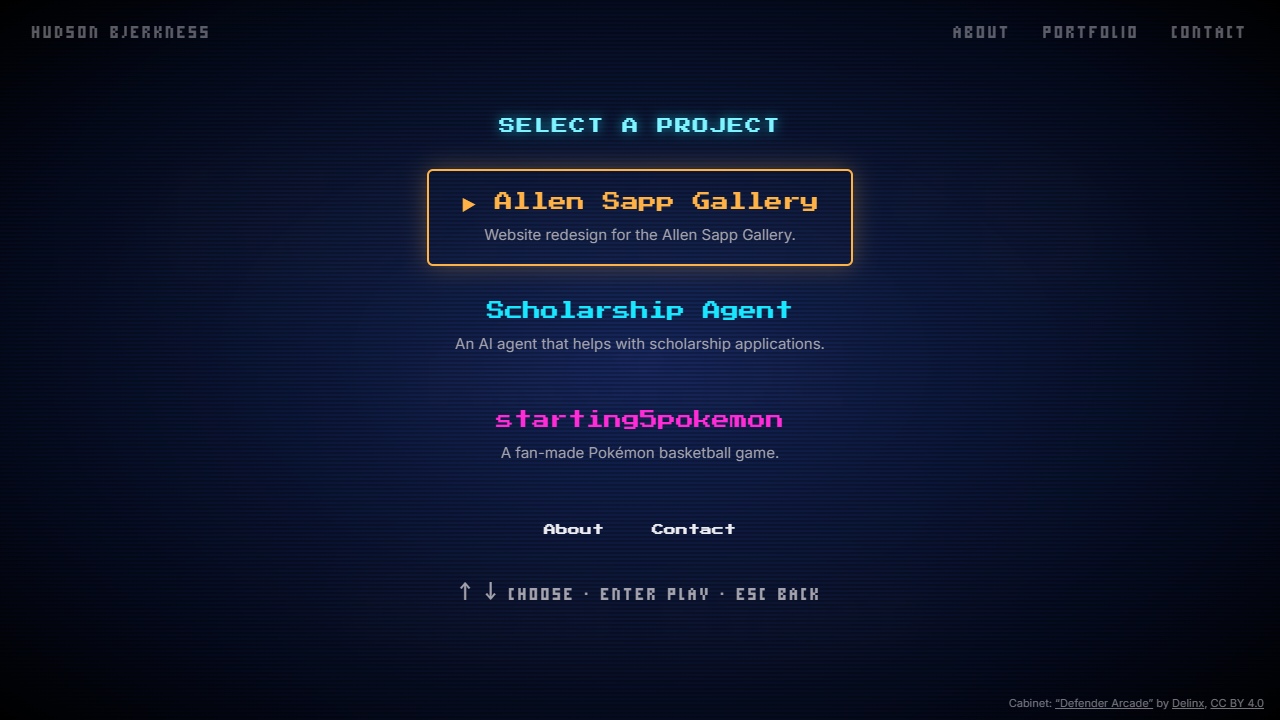 HUDSON BJERKNESS
ABOUT PORTFOLIO CONTACT
SELECT A PROJECT
▶ Allen Sapp Gallery
Website redesign for the Allen Sapp Gallery.
Scholarship Agent
An AI agent that helps with scholarship applications.
starting5pokemon
A fan-made Pokémon basketball game.
About Contact
↑ ↓ CHOOSE · ENTER PLAY · ESC BACK
Cabinet: “Defender Arcade” by Delinx, CC BY 4.0